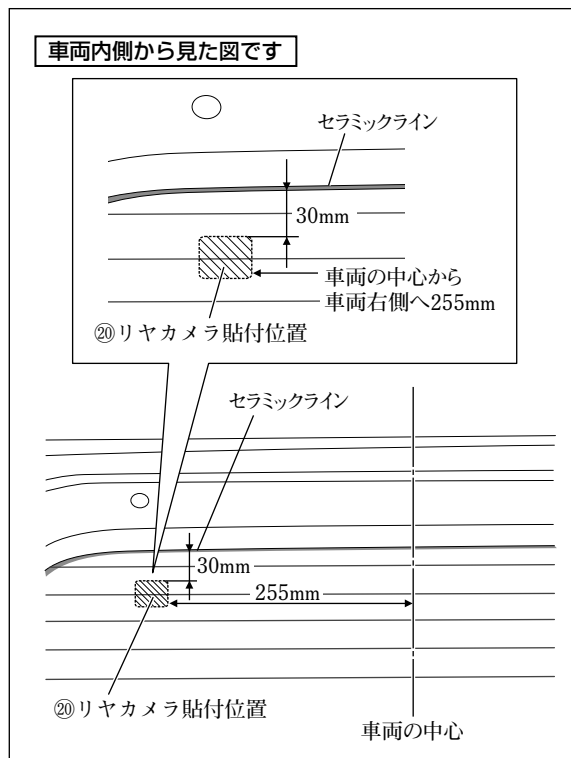 車両内側から見た図です
セラミックライン
30mm
車両の中心から
車両右側へ255mm
⑳リヤカメラ貼付位置
セラミックライン
30mm
255mm
⑳リヤカメラ貼付位置
車両の中心